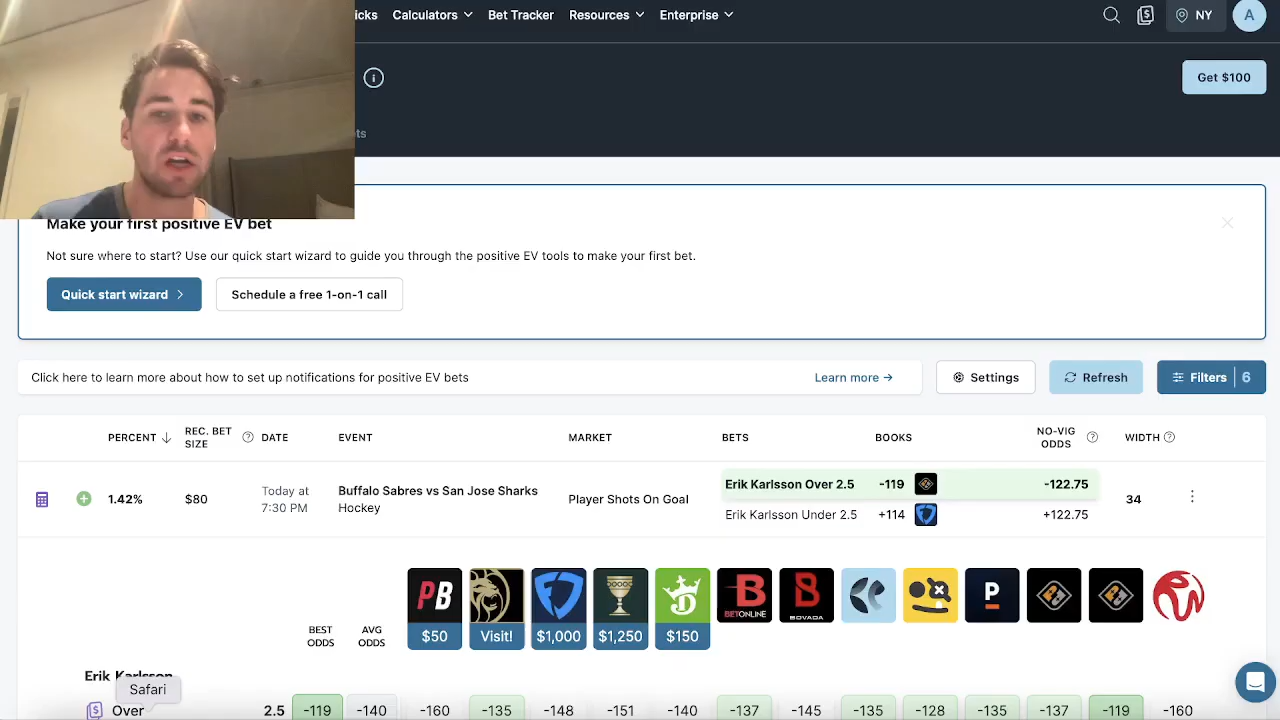 cks Calculators Bet Tracker Resources Enterprise NY A
Get $100
ts
Make your first positive EV bet
Not sure where to start? Use our quick start wizard to guide you through the positive EV tools to make your first bet.
Quick start wizard Schedule a free 1-on-1 call
Click here to learn more about how to set up notifications for positive EV bets Learn more → Settings Refresh Filters 6
PERCENT ↓ REC. BET SIZE ? DATE EVENT MARKET BETS BOOKS NO-VIG ODDS ? WIDTH ?
1.42% $80 Today at 7:30 PM Buffalo Sabres vs San Jose Sharks Hockey Player Shots On Goal Erik Karlsson Over 2.5 -119 -122.75 34
Erik Karlsson Under 2.5 +114 +122.75
PB BETONLINE BOVADA P
BEST ODDS AVG ODDS $50 Visit! $1,000 $1,250 $150
Erik Karlsson
Safari
Over 2.5 -119 -140 -160 -135 -148 -151 -140 -137 -145 -135 -128 -135 -137 -119 -160